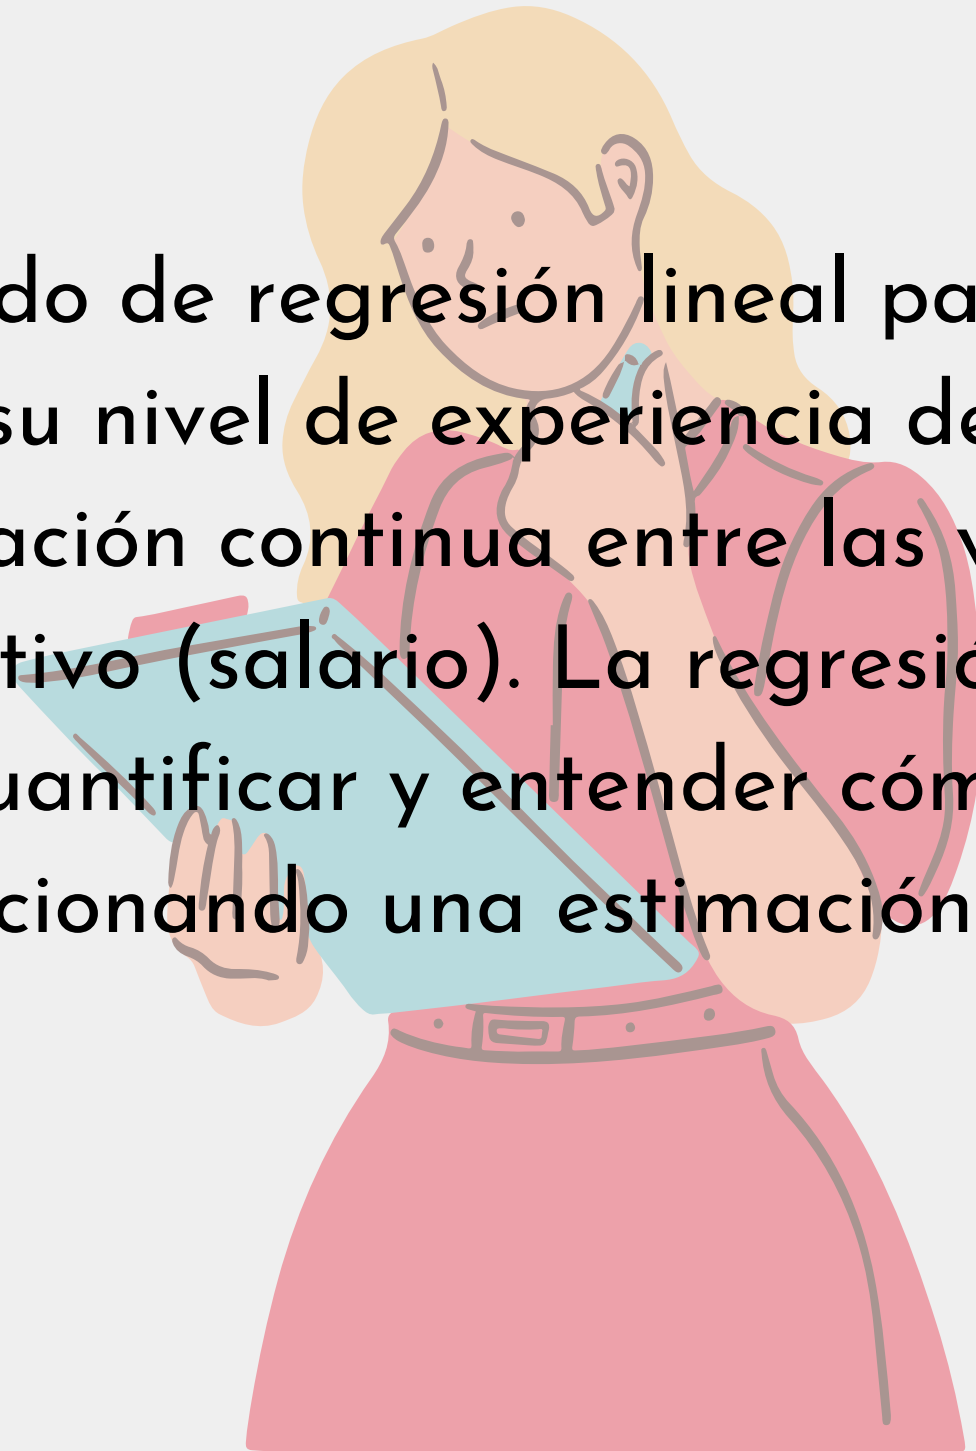 do de regresión lineal pa
su nivel de experiencia de
ación continua entre las v
tivo (salario). La regresió
uantificar y entender cóm
cionando una estimación